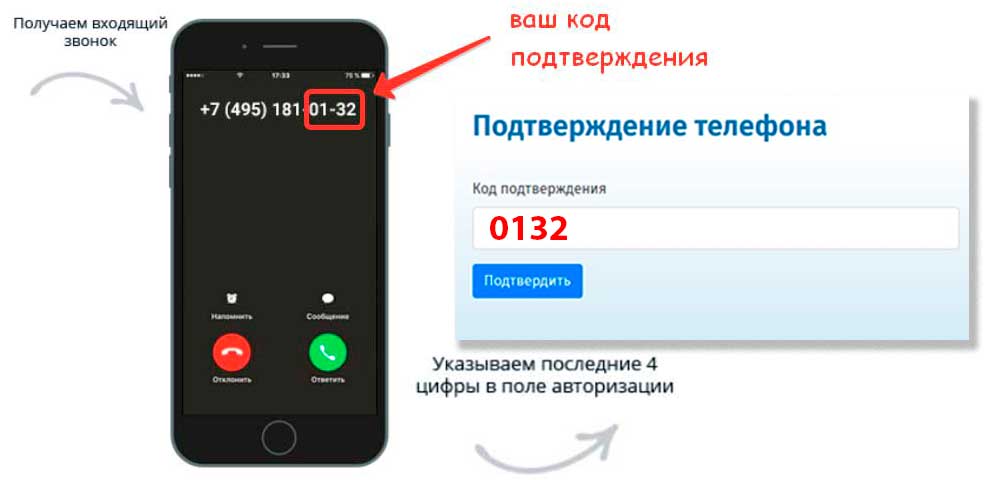 Получаем входящий
звонок
ваш код
подтверждения
17:33
75 %
+7 (495) 181-01-32
Напомнить
Сообщение
Отклонить
Ответить
Подтверждение телефона
Код подтверждения
0132
Подтвердить
Указываем последние 4
цифры в поле авторизации